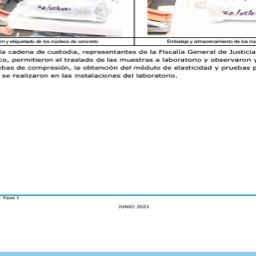 ón y etiquetado de los núcleos de concreto
Embalaje y almacenamiento de los nú
la cadena de custodia, representantes de la Fiscalía General de Justicia
co, permitieron el traslado de las muestras a laboratorio y observaron y
ebas de compresión, la obtención del módulo de elasticidad y pruebas p
se realizaron en las instalaciones del laboratorio.
- Fase I
JUNIO 2021